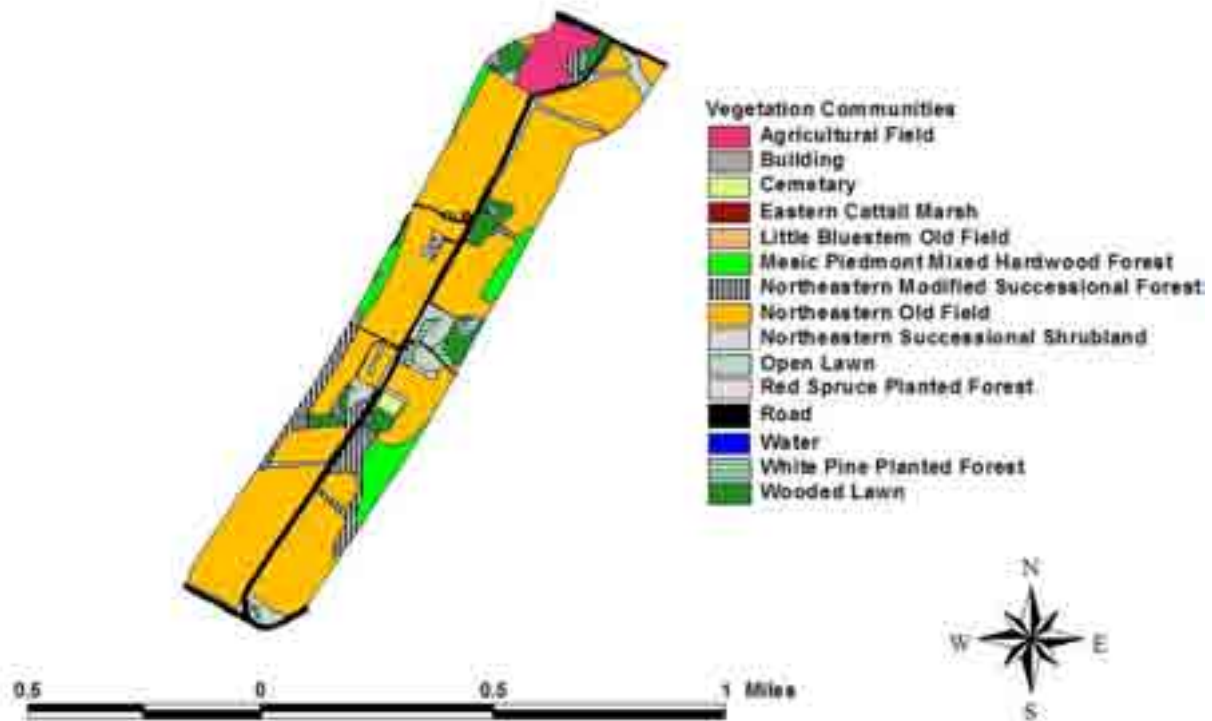 Vegetation Communities
Agricultural Field
Building
Cemetary
Eastern Cattail Marsh
Little Bluestem Old Field
Mesic Piedmont Mixed Hardwood Forest
Northeastern Modified Successional Forest
Northeastern Old Field
Northeastern Successional Shrubland
Open Lawn
Red Spruce Planted Forest
Road
Water
White Pine Planted Forest
Wooded Lawn
N
W E
S
0.5 0 0.5 1 Miles